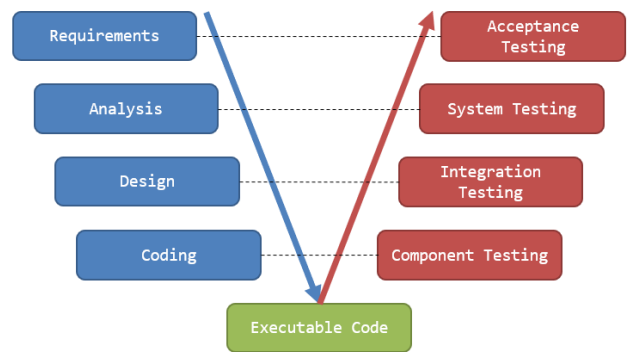 Requirements
Acceptance
Testing
Analysis
System Testing
Design
Integration
Testing
Coding
Component Testing
Executable Code